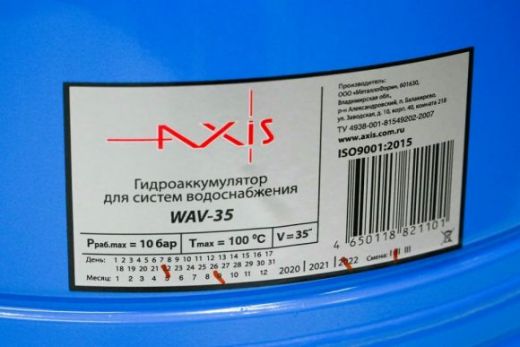 AXIS
Гидроаккумулятор
для систем водоснабжения
WAV-35
Pраб.max = 10 бар Tmax = 100 °C V = 35
День: 1 2 3 4 5 6 7 8 9 10 11 12 13 14 15 16 17
18 19 20 21 22 23 24 25 26 27 28 29 30 31
Месяц: 1 2 3 4 5 6 7 8 9 10 11 12
2020 | 2021 | 2022 Смена: I II III
Производитель:
ООО «МеталлоФорм», 601630,
Владимирская обл.,
р-н Александровский, п. Балакирево,
ул. Заводская, д. 10, корп. 40, комната 218
TV 4938-001-81549202-2007
www.axis.com.ru
ISO9001:2015
4 650118 821101